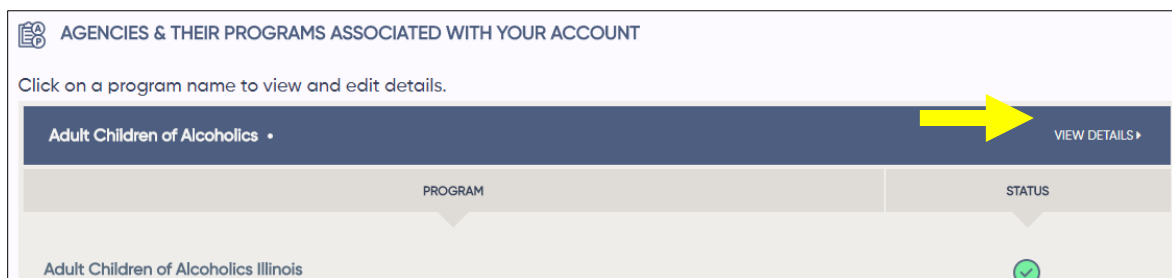 AGENCIES & THEIR PROGRAMS ASSOCIATED WITH YOUR ACCOUNT
Click on a program name to view and edit details.
Adult Children of Alcoholics • VIEW DETAILS
PROGRAM STATUS
Adult Children of Alcoholics Illinois